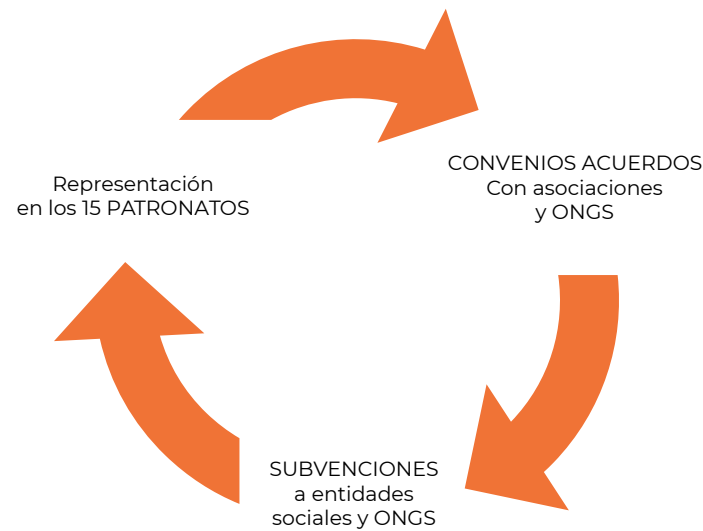 Representación
en los 15 PATRONATOS
CONVENIOS ACUERDOS
Con asociaciones
y ONGS
SUBVENCIONES
a entidades
sociales y ONGS